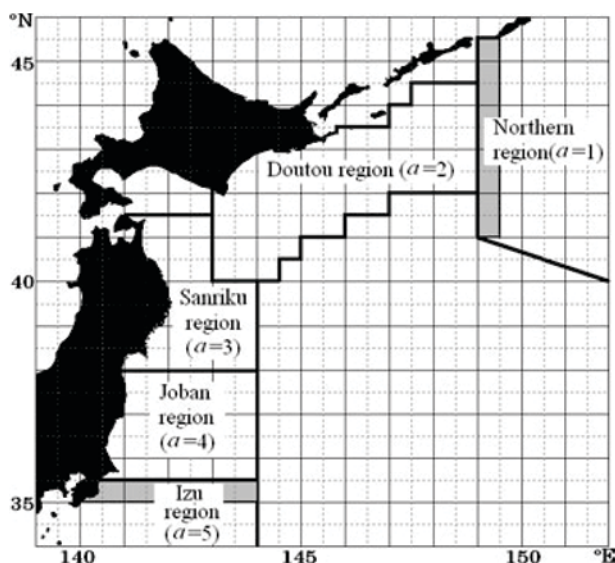 °N
45
Northern
region(a=1)
Doutou region (a=2)
40
Sanriku
region
(a=3)
Joban
region
(a=4)
35
Izu
region
(a=5)
140
145
150
°E